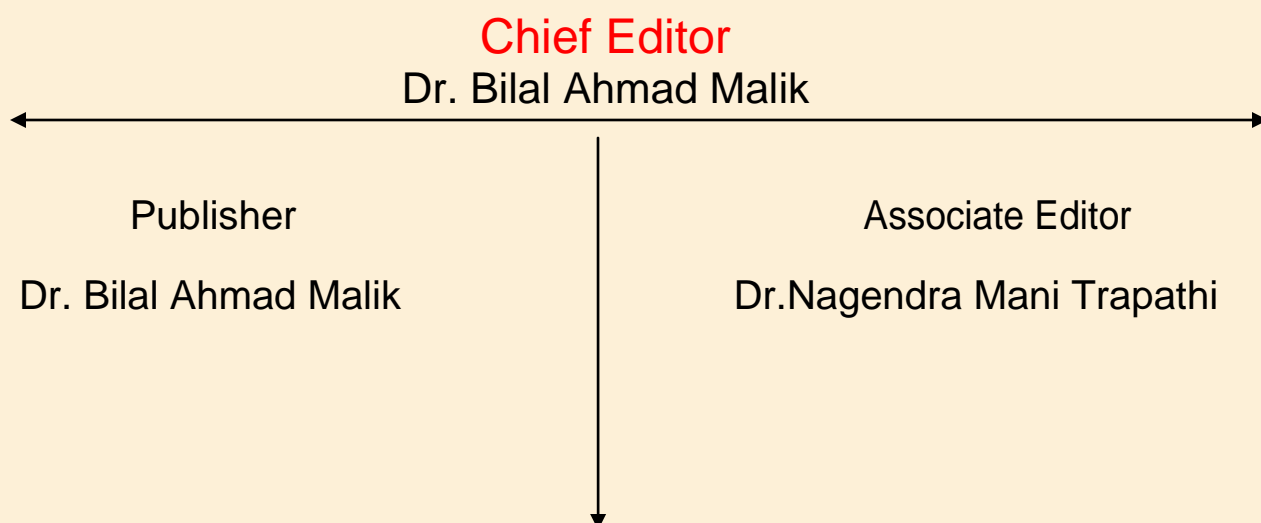 Chief Editor
Dr. Bilal Ahmad Malik
Publisher
Associate Editor
Dr. Bilal Ahmad Malik
Dr.Nagendra Mani Trapathi